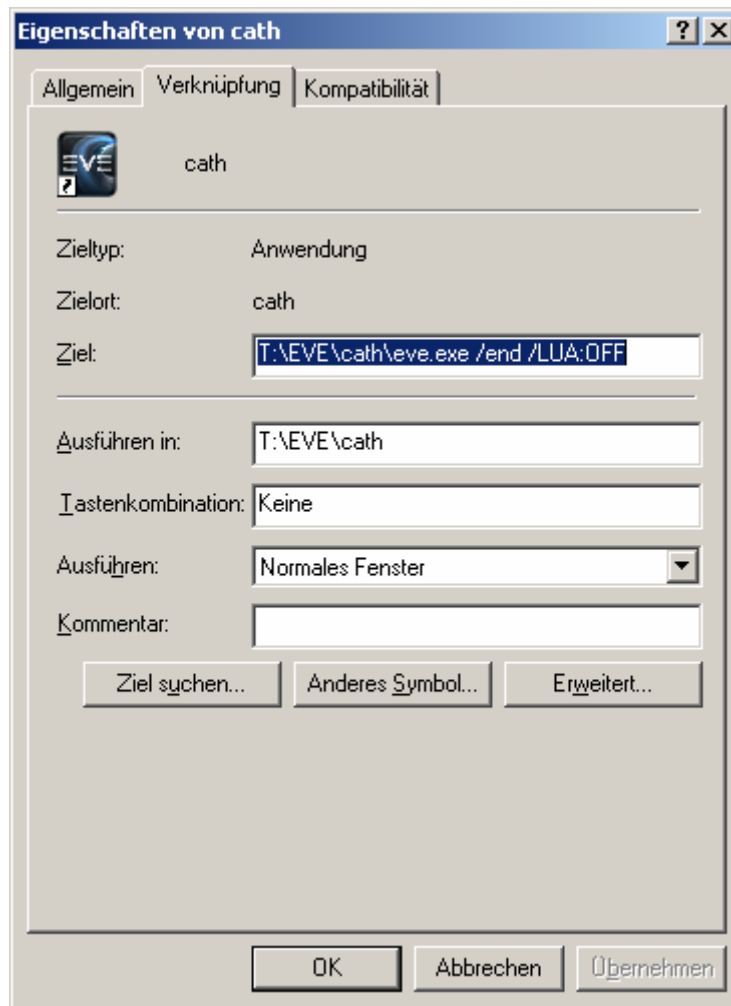 Eigenschaften von cath
Allgemein Verknüpfung Kompatibilität
EVE
cath
Zieltyp: Anwendung
Zielort: cath
Ziel: T:\EVE\cath\eve.exe /end /LUA:OFF
Ausführen in: T:\EVE\cath
Tastenkombination: Keine
Ausführen: Normales Fenster
Kommentar:
Ziel suchen... Anderes Symbol... Erweitert...
OK Abbrechen Übernehmen